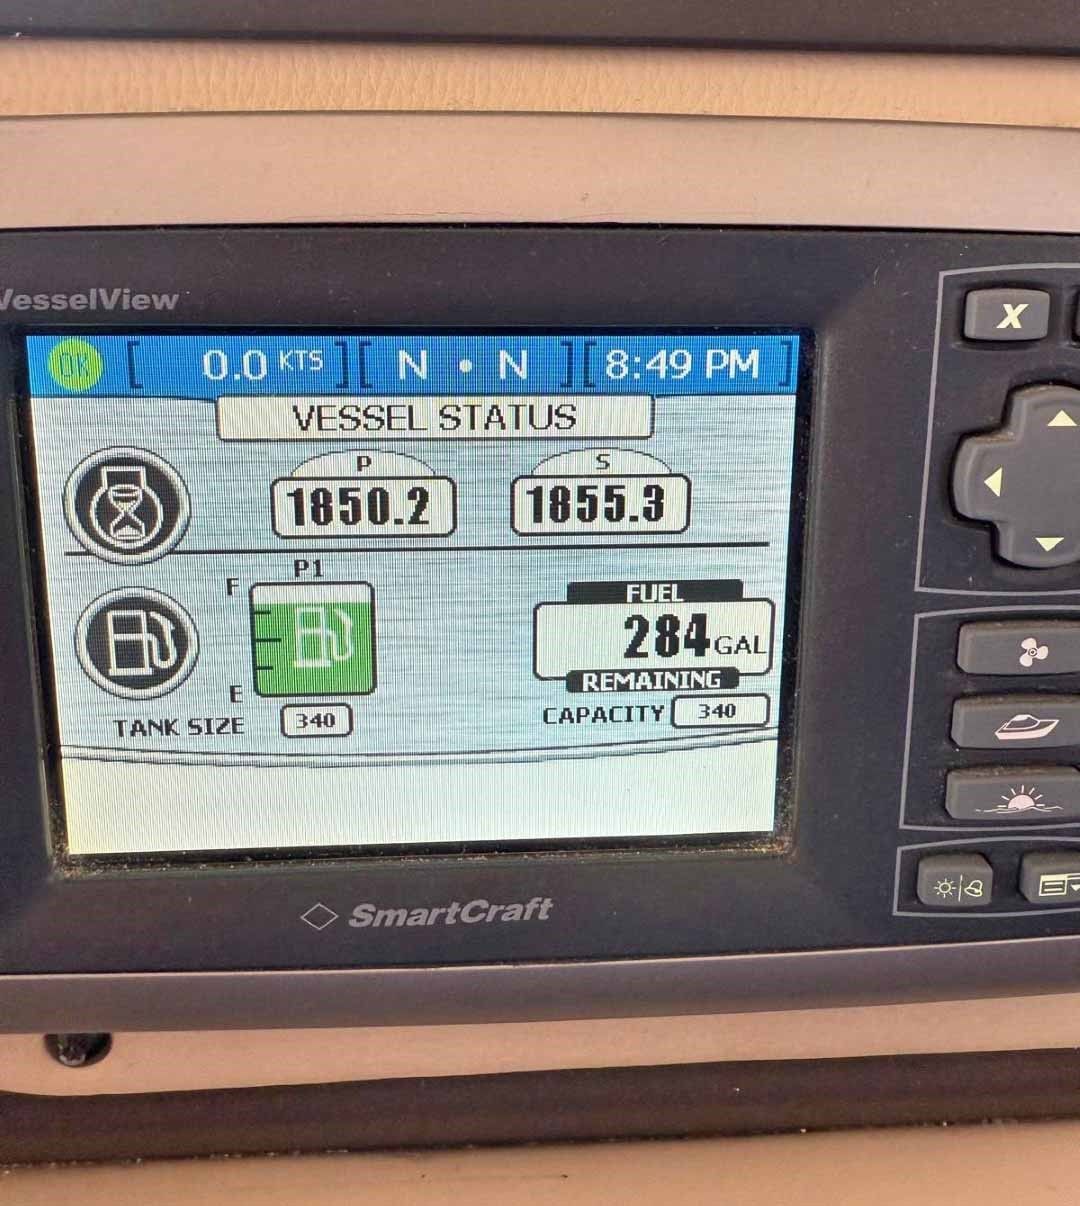 VesselView
X
OK [ 0.0 KTS ][ N • N ][ 8:49 PM ]
VESSEL STATUS
P S
1850.2 1855.3
P1
F
FUEL
284 GAL
E
REMAINING
TANK SIZE 340
CAPACITY 340
SmartCraft